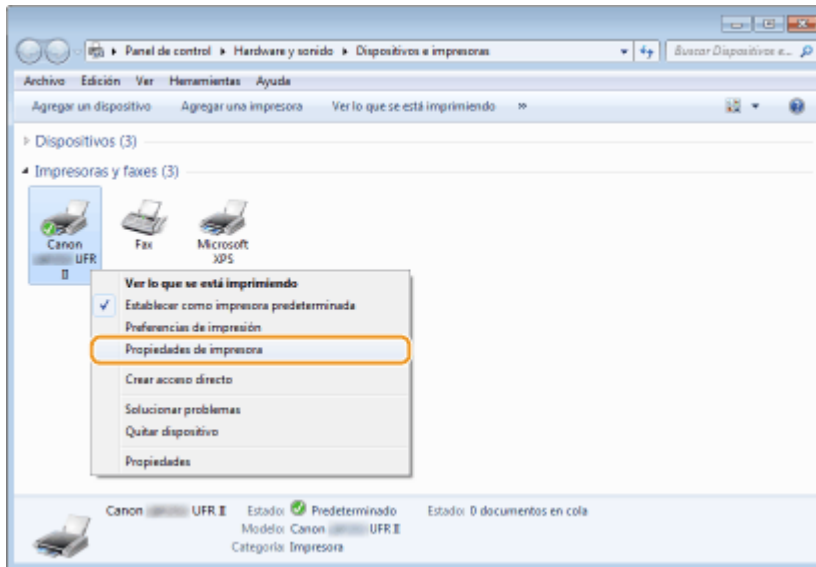 Panel de control ▸ Hardware y sonido ▸ Dispositivos e impresoras
Buscar Dispositivos e...
Archivo Edición Ver Herramientas Ayuda
Agregar un dispositivo Agregar una impresora Ver lo que se está imprimiendo »
Dispositivos (3)
Impresoras y faxes (3)
Canon UFR II
Fax
Microsoft XPS
Ver lo que se está imprimiendo
Establecer como impresora predeterminada
Preferencias de impresión
Propiedades de impresora
Crear acceso directo
Solucionar problemas
Quitar dispositivo
Propiedades
Canon UFR II Estado: Predeterminado Estado: 0 documentos en cola
Modelo: Canon UFR II
Categoría: Impresora